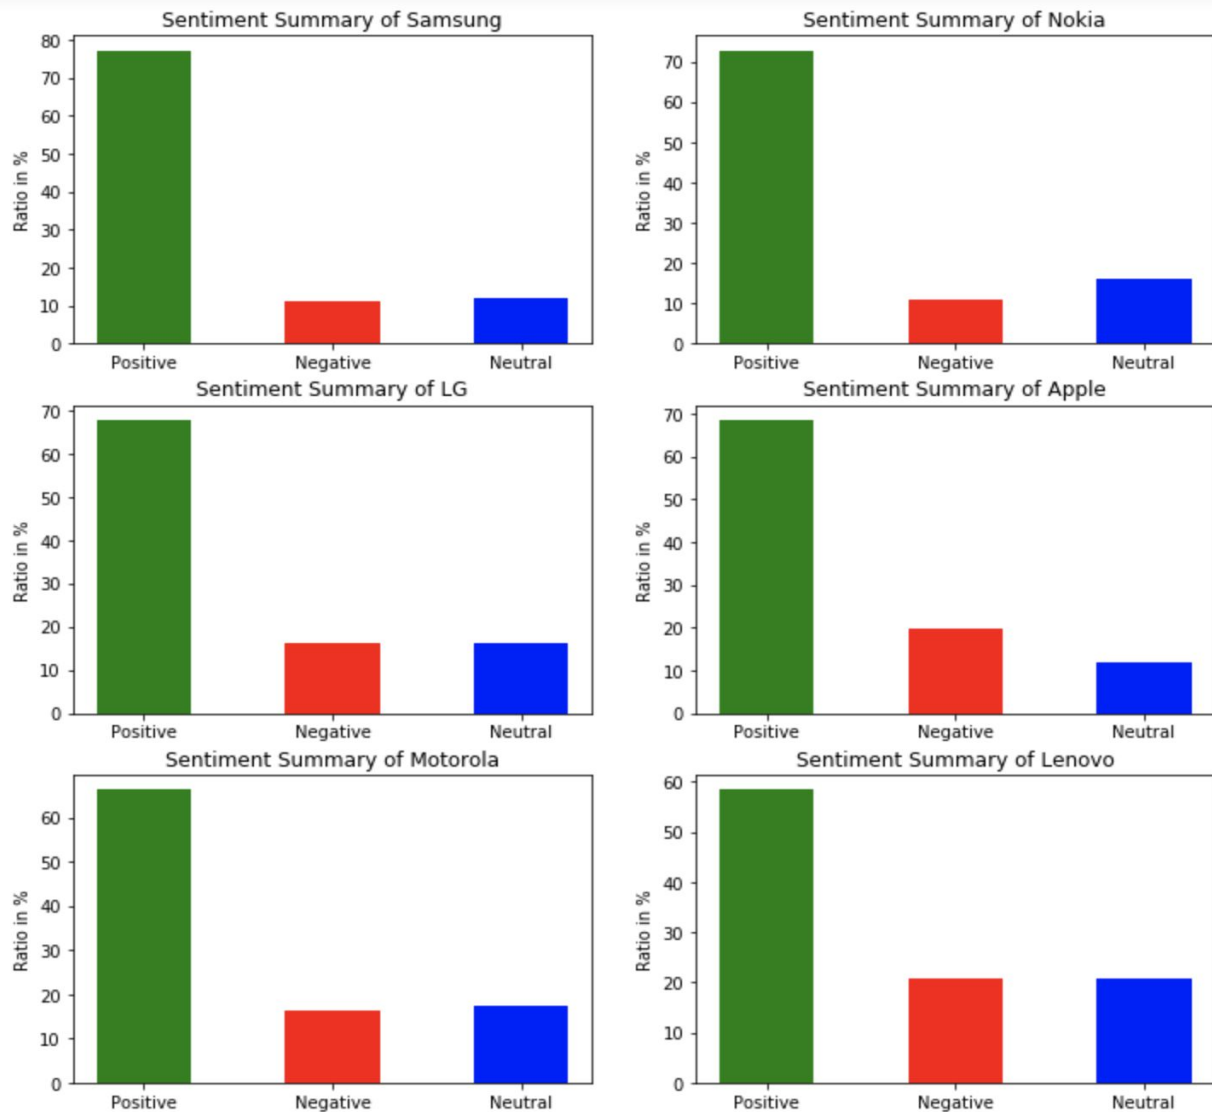 Sentiment Summary of Samsung
80
70
60
50
40
30
20
10
0
Ratio in %
Positive Negative Neutral
Sentiment Summary of Nokia
70
60
50
40
30
20
10
0
Ratio in %
Positive Negative Neutral
Sentiment Summary of LG
70
60
50
40
30
20
10
0
Ratio in %
Positive Negative Neutral
Sentiment Summary of Apple
70
60
50
40
30
20
10
0
Ratio in %
Positive Negative Neutral
Sentiment Summary of Motorola
60
50
40
30
20
10
0
Ratio in %
Positive Negative Neutral
Sentiment Summary of Lenovo
60
50
40
30
20
10
0
Ratio in %
Positive Negative Neutral